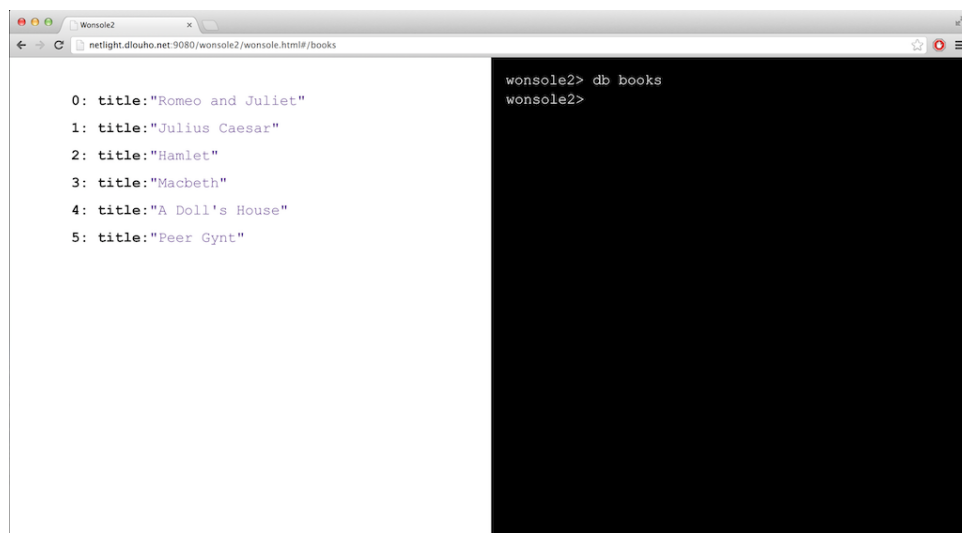 Wonsole2
netlight.dlouho.net:9080/wonsole2/wonsole.html#/books
0: title:"Romeo and Juliet"
1: title:"Julius Caesar"
2: title:"Hamlet"
3: title:"Macbeth"
4: title:"A Doll's House"
5: title:"Peer Gynt"
wonsole2> db books
wonsole2>